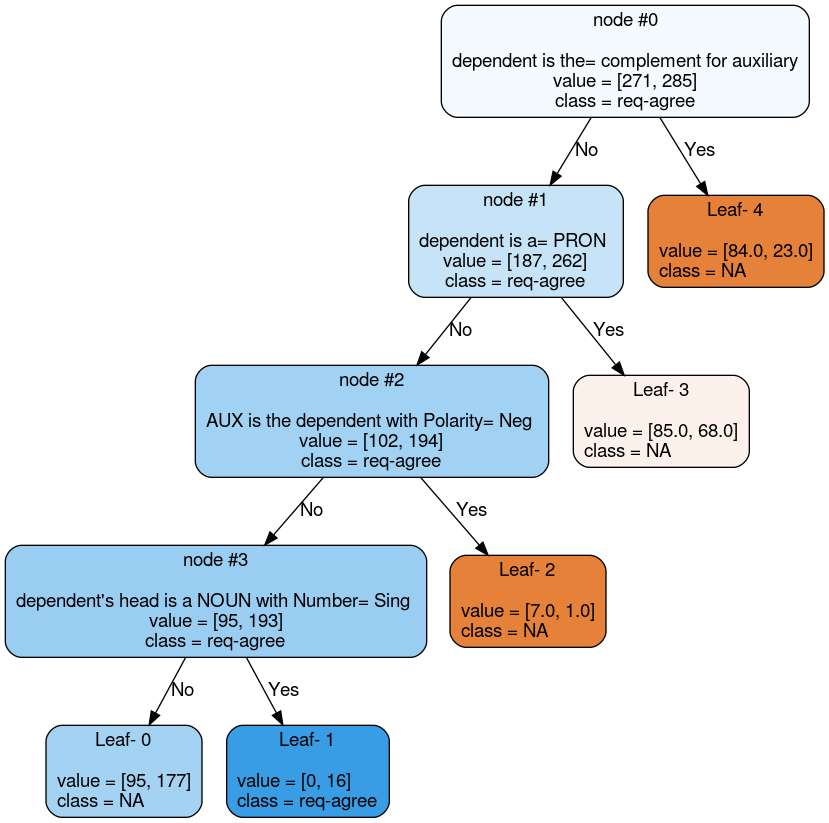 node #0
dependent is the= complement for auxiliary
value = [271, 285]
class = req-agree
No
Yes
node #1
dependent is a= PRON
value = [187, 262]
class = req-agree
Leaf- 4
value = [84.0, 23.0]
class = NA
No
Yes
node #2
AUX is the dependent with Polarity= Neg
value = [102, 194]
class = req-agree
Leaf- 3
value = [85.0, 68.0]
class = NA
No
Yes
node #3
dependent's head is a NOUN with Number= Sing
value = [95, 193]
class = req-agree
Leaf- 2
value = [7.0, 1.0]
class = NA
No
Yes
Leaf- 0
value = [95, 177]
class = NA
Leaf- 1
value = [0, 16]
class = req-agree